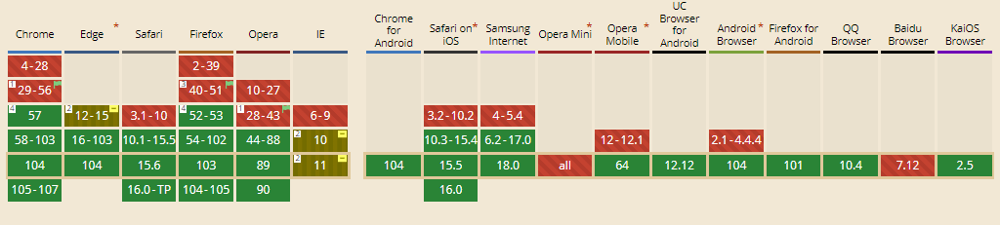 Chrome Edge * Safari Firefox Opera IE Chrome for Android Safari on iOS * Samsung Internet Opera Mini * Opera Mobile * UC Browser for Android Android Browser * Firefox for Android QQ Browser Baidu Browser KaiOS Browser
4-28 2-39
1 29-56 3 40-51 10-27
4 57 2 12-15 3.1-10 4 52-53 1 28-43 6-9 3.2-10.2 4-5.4
58-103 16-103 10.1-15.5 54-102 44-88 2 10 10.3-15.4 6.2-17.0 12-12.1 2.1-4.4.4
104 104 15.6 103 89 2 11 104 15.5 18.0 all 64 12.12 104 101 10.4 7.12 2.5
105-107 16.0-TP 104-105 90 16.0